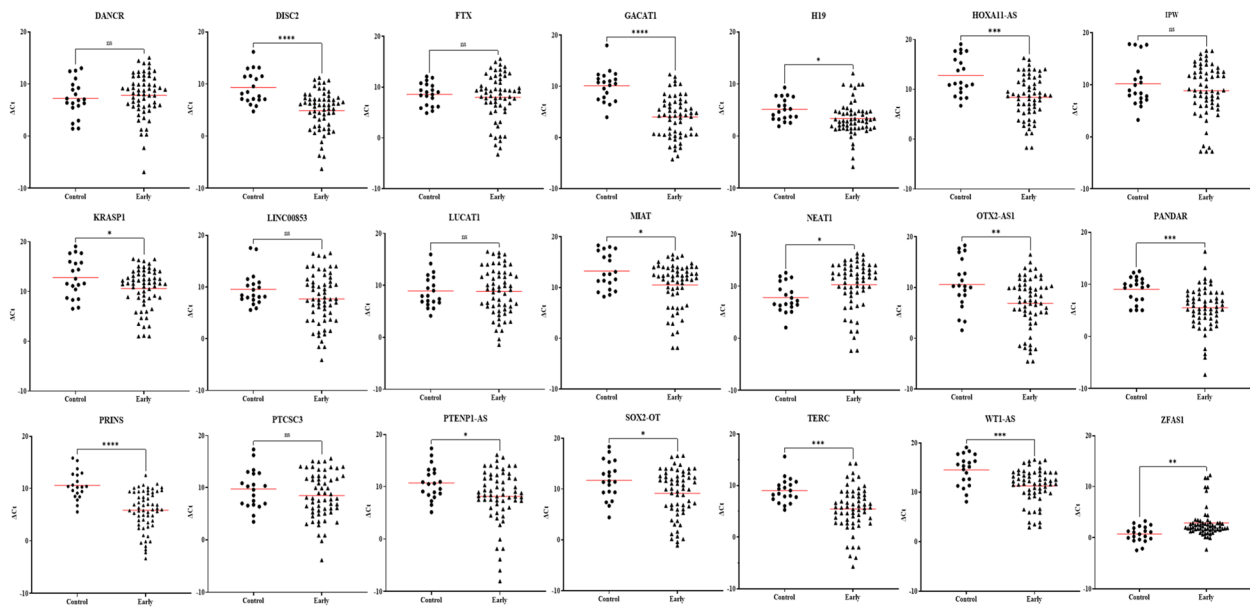 DANCR
ns
20
10
0
-10
ΔCt
Control Early
DISC2
****
20
10
0
-10
ΔCt
Control Early
FTX
ns
20
10
0
-10
ΔCt
Control Early
GACAT1
****
20
10
0
-10
ΔCt
Control Early
H19
*
20
10
0
-10
ΔCt
Control Early
HOXA11-AS
***
20
10
0
-10
ΔCt
Control Early
IPW
ns
20
10
0
-10
ΔCt
Control Early
KRASP1
*
20
10
0
-10
ΔCt
Control Early
LINC00853
ns
20
10
0
-10
ΔCt
Control Early
LUCAT1
ns
20
10
0
-10
ΔCt
Control Early
MIAT
*
20
10
0
-10
ΔCt
Control Early
NEAT1
*
20
10
0
-10
ΔCt
Control Early
OTX2-AS1
**
20
10
0
-10
ΔCt
Control Early
PANDAR
***
20
10
0
-10
ΔCt
Control Early
PRINS
****
20
10
0
-10
ΔCt
Control Early
PTCSC3
ns
20
10
0
-10
ΔCt
Control Early
PTENP1-AS
*
20
10
0
-10
ΔCt
Control Early
SOX2-OT
*
20
10
0
-10
ΔCt
Control Early
TERC
***
20
10
0
-10
ΔCt
Control Early
WT1-AS
***
20
10
0
-10
ΔCt
Control Early
ZFAS1
**
20
10
0
-10
ΔCt
Control Early